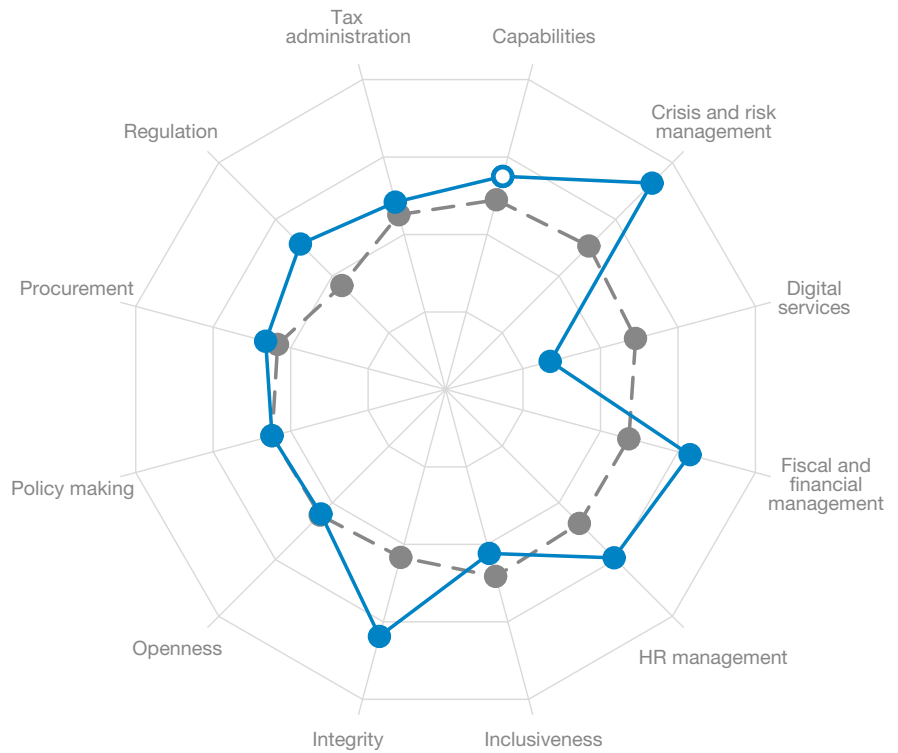 Tax
administration
Capabilities
Crisis and risk
management
Regulation
Procurement
Digital
services
Policy making
Fiscal and
financial
management
Openness
HR management
Integrity
Inclusiveness